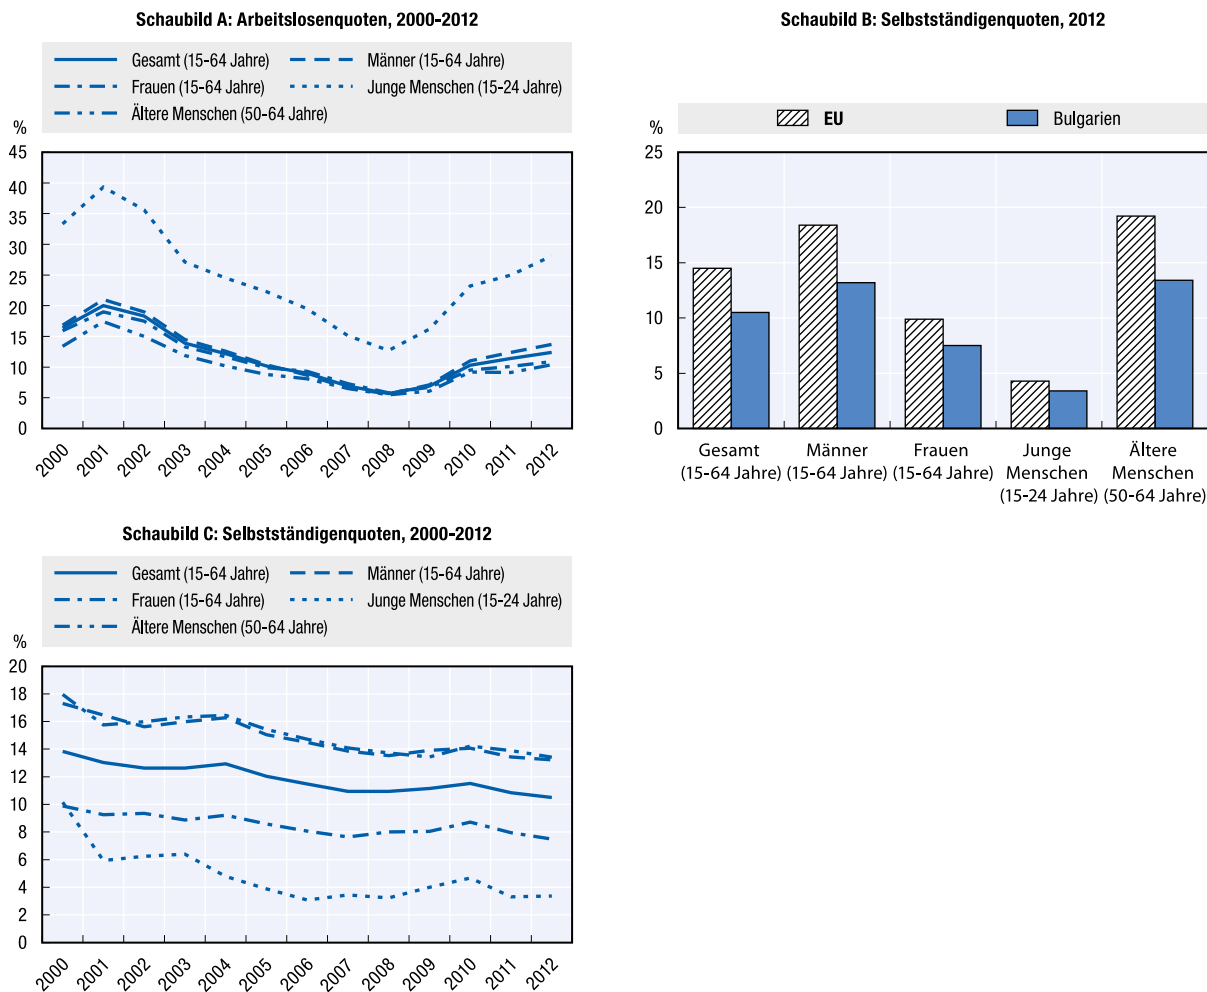 Schaubild A: Arbeitslosenquoten, 2000-2012
Gesamt (15-64 Jahre)
Männer (15-64 Jahre)
Frauen (15-64 Jahre)
Junge Menschen (15-24 Jahre)
Ältere Menschen (50-64 Jahre)
%
45
40
35
30
25
20
15
10
5
0
2000
2001
2002
2003
2004
2005
2006
2007
2008
2009
2010
2011
2012
Schaubild B: Selbstständigenquoten, 2012
EU
Bulgarien
%
25
20
15
10
5
0
Gesamt
(15-64 Jahre)
Männer
(15-64 Jahre)
Frauen
(15-64 Jahre)
Junge
Menschen
(15-24 Jahre)
Ältere
Menschen
(50-64 Jahre)
Schaubild C: Selbstständigenquoten, 2000-2012
Gesamt (15-64 Jahre)
Männer (15-64 Jahre)
Frauen (15-64 Jahre)
Junge Menschen (15-24 Jahre)
Ältere Menschen (50-64 Jahre)
%
20
18
16
14
12
10
8
6
4
2
0
2000
2001
2002
2003
2004
2005
2006
2007
2008
2009
2010
2011
2012